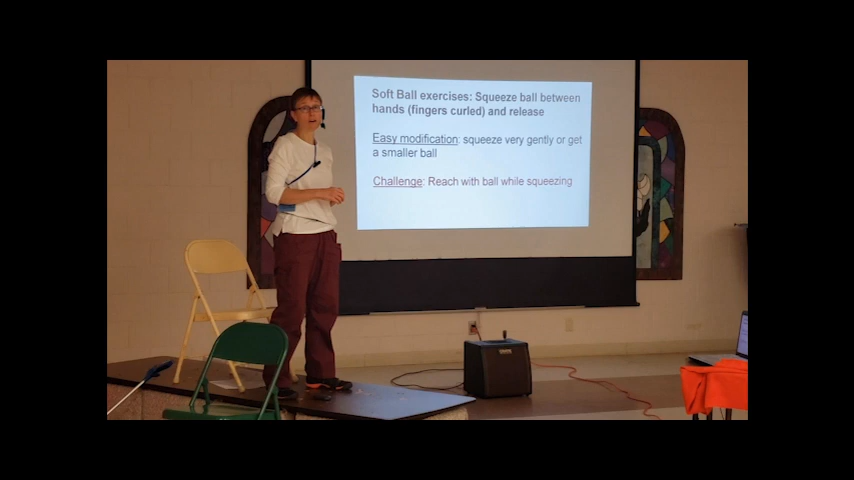 Soft Ball exercises: Squeeze ball between
hands (fingers curled) and release
Easy modification: squeeze very gently or get
a smaller ball
Challenge: Reach with ball while squeezing